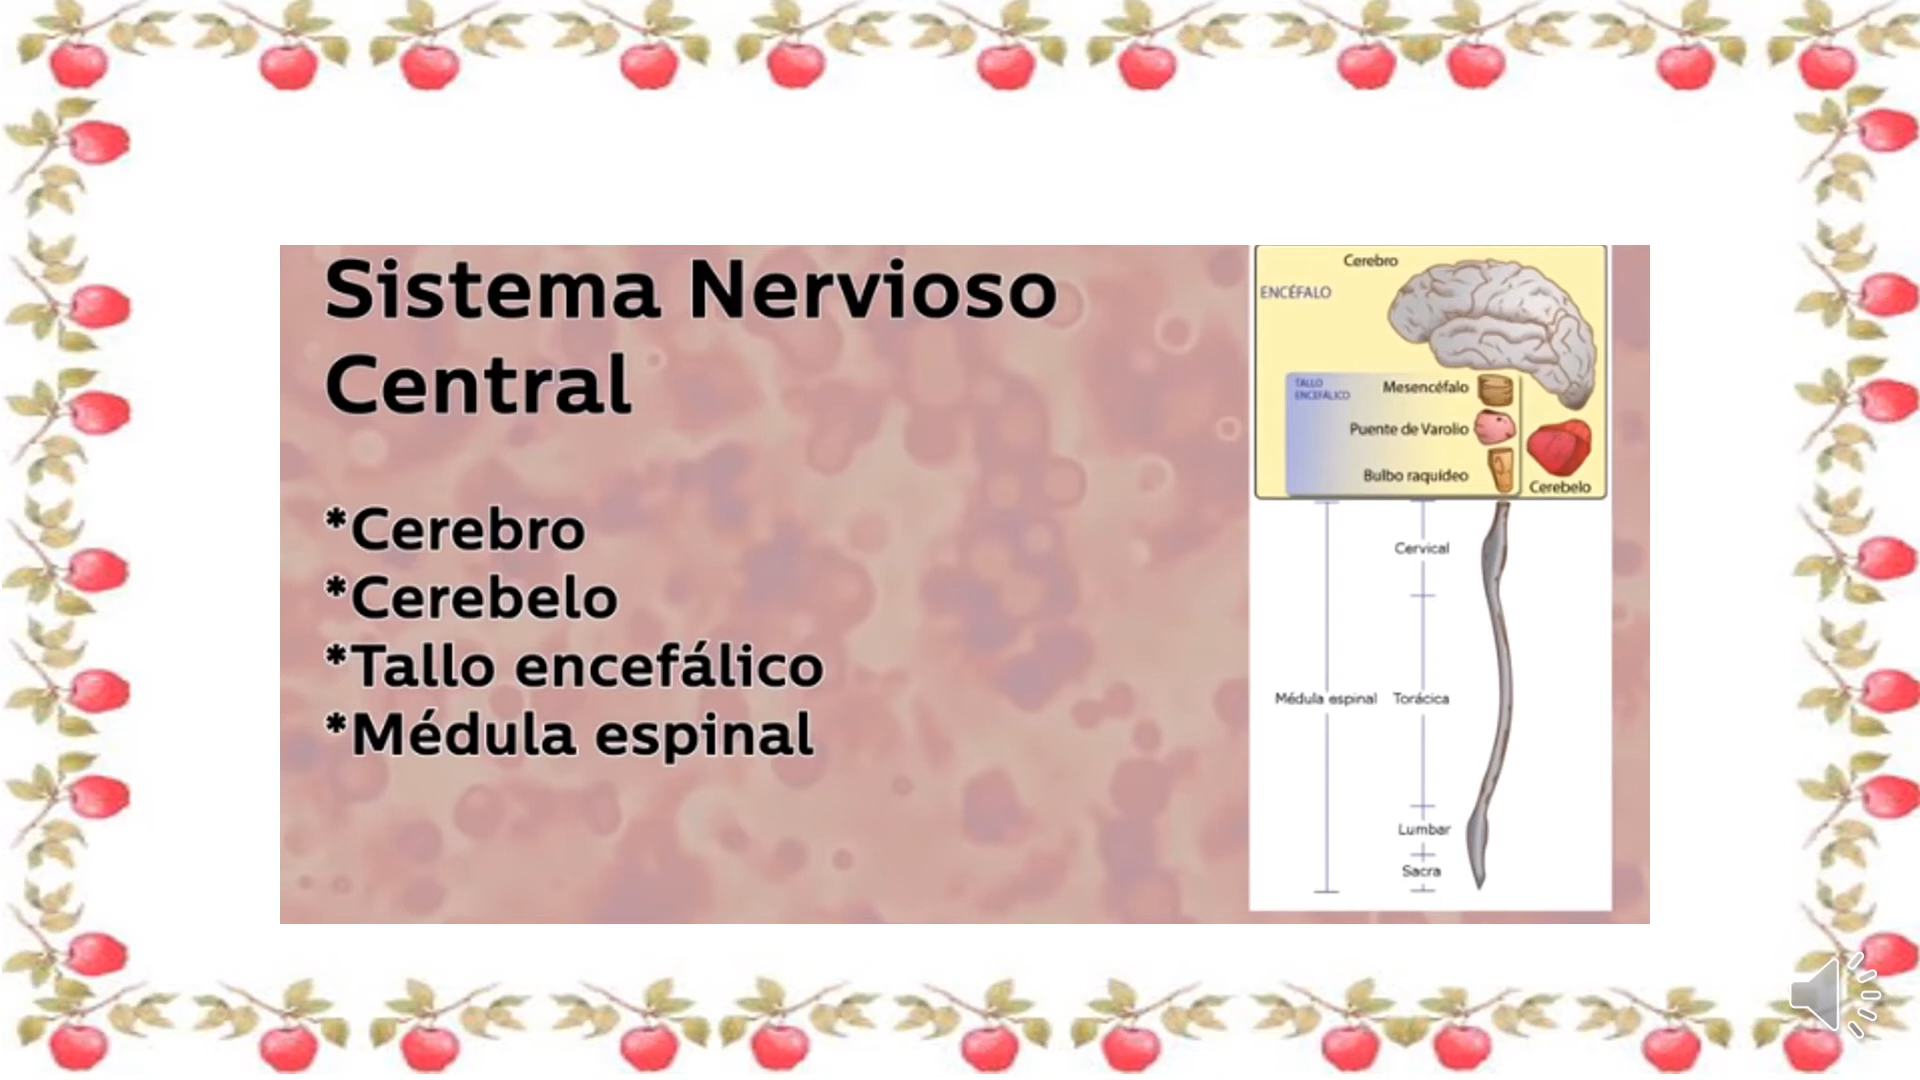 Sistema Nervioso
Central
*Cerebro
*Cerebelo
*Tallo encefálico
*Médula espinal
Cerebro
ENCÉFALO
TALLO
ENCEFÁLICO
Mesencéfalo
Puente de Varolio
Bulbo raquídeo
Cerebelo
Cervical
Médula espinal
Torácica
Lumbar
Sacra